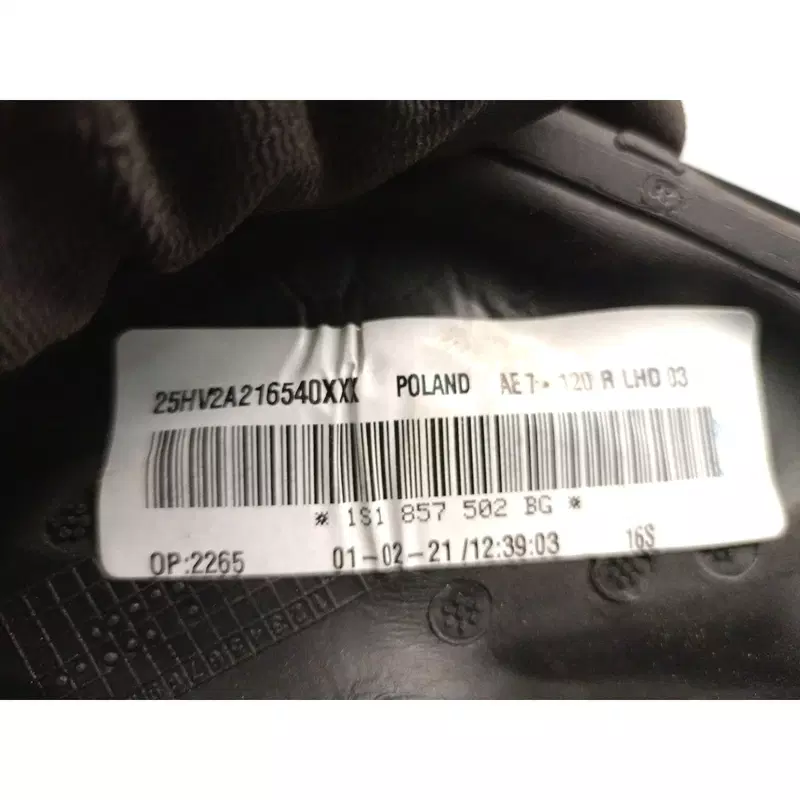 25HV2A216540XXX POLAND AE 120 R LHD 03
* 1S1 857 502 BG *
OP:2265 01-02-21 /12:39:03 16S